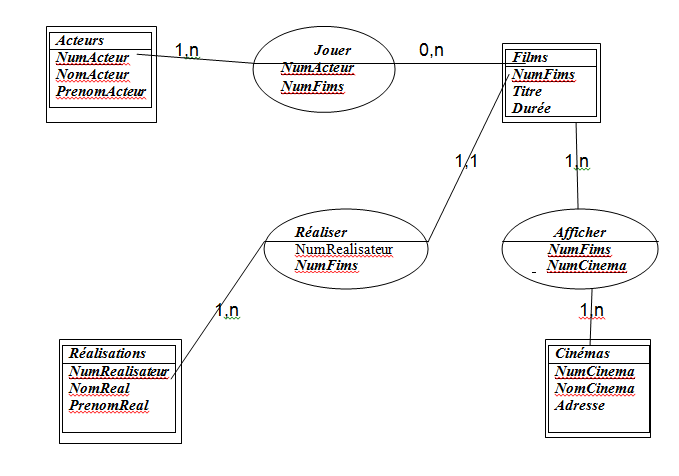 Acteurs
NumActeur
NomActeur
PrenomActeur
1,n
Jouer
NumActeur
NumFims
0,n
Films
NumFims
Titre
Durée
1,1
1,n
Réaliser
NumRealisateur
NumFims
Afficher
NumFims
NumCinema
1,n
1,n
Réalisations
NumRealisateur
NomReal
PrenomReal
Cinémas
NumCinema
NomCinema
Adresse